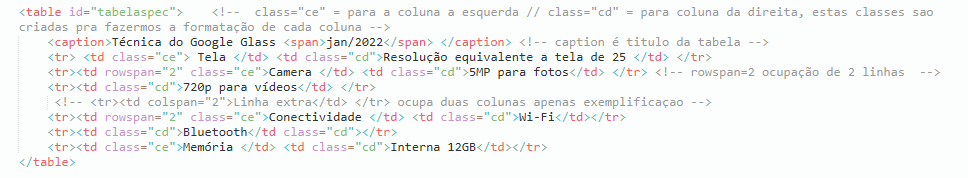 <table id="tabelaspec">    <!--  class="ce" = para a coluna a esquerda // class="cd" = para coluna da direita, estas classes sao
criadas pra fazermos a formatação de cada coluna -->
    <caption>Técnica do Google Glass <span>jan/2022</span> </caption> <!-- caption é titulo da tabela -->
    <tr> <td class="ce"> Tela </td> <td class="cd">Resolução equivalente a tela de 25 </td> </tr>
    <tr><td rowspan="2" class="ce">Camera </td> <td class="cd">5MP para fotos</td> </tr> <!-- rowspan=2 ocupação de 2 linhas  -->
    <tr><td class="cd">720p para vídeos</td> </tr>
     <!-- <tr><td colspan="2">Linha extra</td> </tr> ocupa duas colunas apenas exemplificaçao -->
    <tr><td rowspan="2" class="ce">Conectividade </td> <td class="cd">Wi-Fi</td></tr>
    <tr><td class="cd">Bluetooth</td class="cd"></tr>
    <tr><td class="ce">Memória </td> <td class="cd">Interna 12GB</td></tr>
</table>